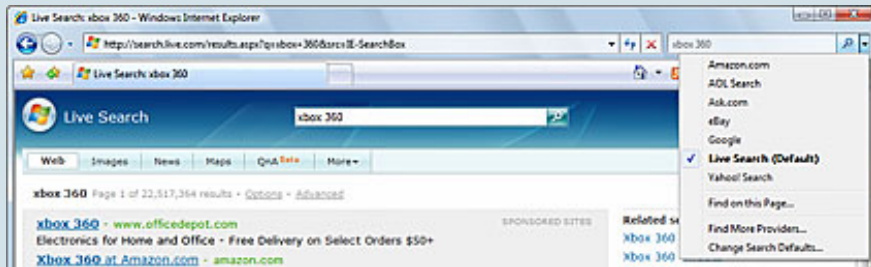 Live Search: xbox 360 - Windows Internet Explorer
http://search.live.com/results.aspx?q=xbox+360&src=IE-SearchBox
xbox 360
Live Search: xbox 360
Amazon.com
AOL Search
Ask.com
eBay
Google
Live Search (Default)
Yahoo! Search
Find on this Page...
Find More Providers...
Change Search Defaults...
Live Search
xbox 360
Web Images News Maps QnA Beta More
xbox 360 Page 1 of 22,517,364 results • Options • Advanced
xbox 360 - www.officedepot.com
SPONSORED SITES
Electronics for Home and Office - Free Delivery on Select Orders $50+
Xbox 360 at Amazon.com - amazon.com
Related
Xbox 360
Xbox 360